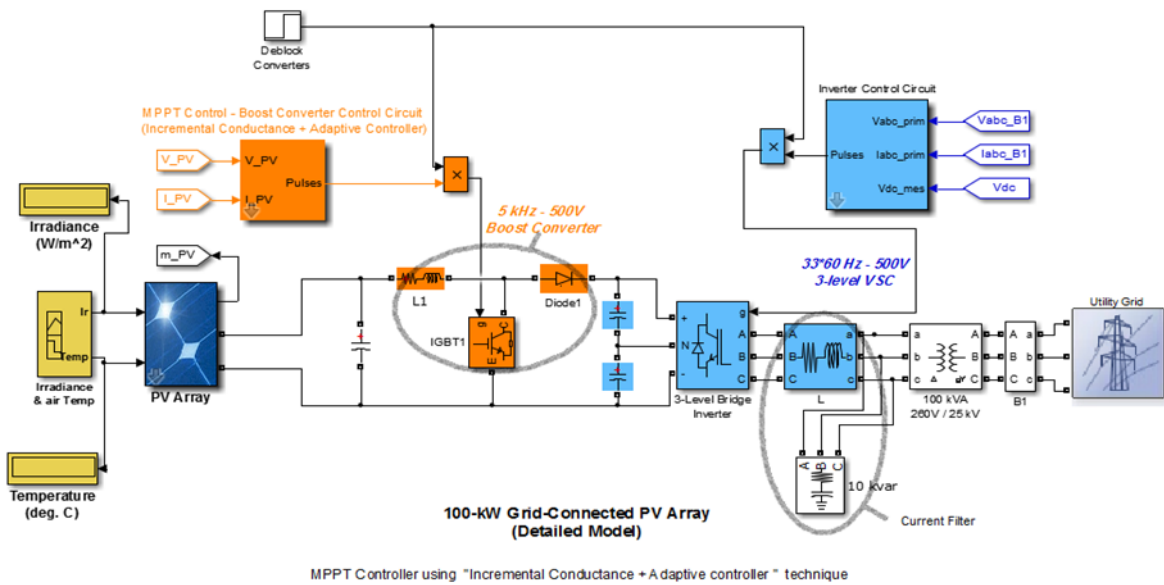 Deblock
Converters
MPPT Control - Boost Converter Control Circuit
(Incremental Conductance + Adaptive Controller)
V_PV
I_PV
V_PV
I_PV
Pulses
×
Inverter Control Circuit
Vabc_prim
Iabc_prim
Vdc_mes
Pulses
×
Vabc_B1
Iabc_B1
Vdc
Irradiance
(W/m^2)
m_PV
5 kHz - 500V
Boost Converter
33*60 Hz - 500V
3-level VSC
Ir
Temp
Irradiance
& air Temp
PV Array
L1
g
C
E
IGBT1
Diode1
+
N
-
g
A
B
C
3-Level Bridge
Inverter
A
B
C
a
b
c
L
a
b
c
A
B
C
Δ
100 kVA
260V / 25 kV
A
B
C
a
b
c
B1
Utility Grid
A
B
C
10 kvar
Current Filter
Temperature
(deg. C)
100-kW Grid-Connected PV Array
(Detailed Model)
MPPT Controller using "Incremental Conductance + Adaptive controller " technique